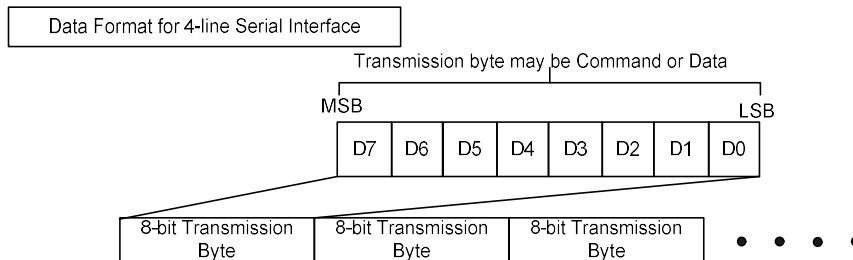 Data Format for 4-line Serial Interface
Transmission byte may be Command or Data
MSB
LSB
D7 D6 D5 D4 D3 D2 D1 D0
8-bit Transmission Byte
8-bit Transmission Byte
8-bit Transmission Byte